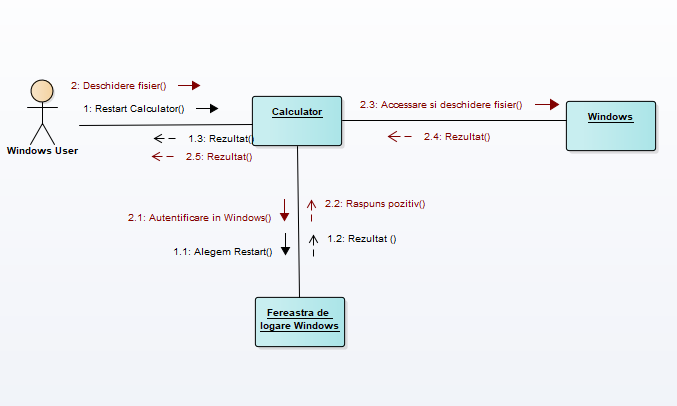 2: Deschidere fisier()
1: Restart Calculator()
Windows User
1.3: Rezultat()
2.5: Rezultat()
Calculator
2.3: Accessare si deschidere fisier()
2.4: Rezultat()
Windows
2.1: Autentificare in Windows()
2.2: Raspuns pozitiv()
1.1: Alegem Restart()
1.2: Rezultat ()
Fereastra de
logare Windows